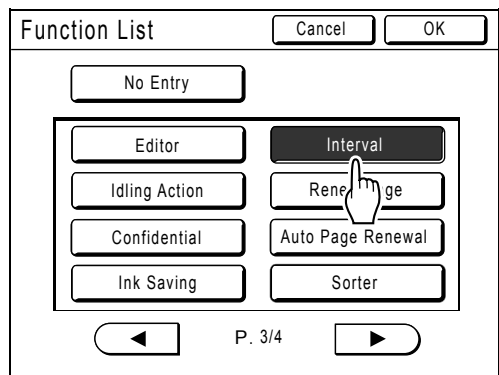 Function List Cancel OK
No Entry
Editor Interval
Idling Action
Confidential Auto Page Renewal
Ink Saving Sorter
P. 3/4